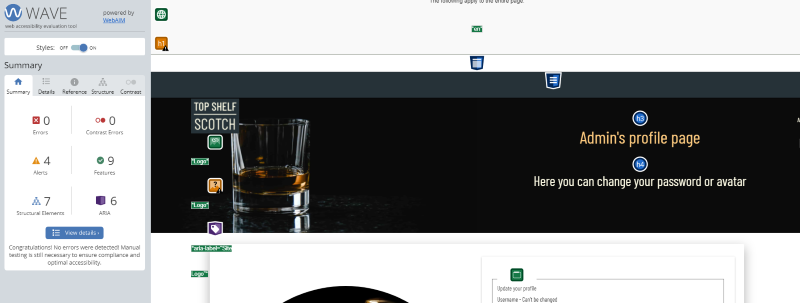 WAVE
web accessibility evaluation tool
powered by
WebAIM
Styles: OFF ON
Summary
Summary Details Reference Structure Contrast
0
Errors
0
Contrast Errors
4
Alerts
9
Features
7
Structural Elements
6
ARIA
View details ›
Congratulations! No errors were detected! Manual
testing is still necessary to ensure compliance and
optimal accessibility.
The following apply to the entire page:
"en"
h1
TOP SHELF
SCOTCH
*Logo*
*Logo*
*aria-label="Site
Logo"*
h3
Admin's profile page
h4
Here you can change your password or avatar
Update your profile
Username - Can't be changed